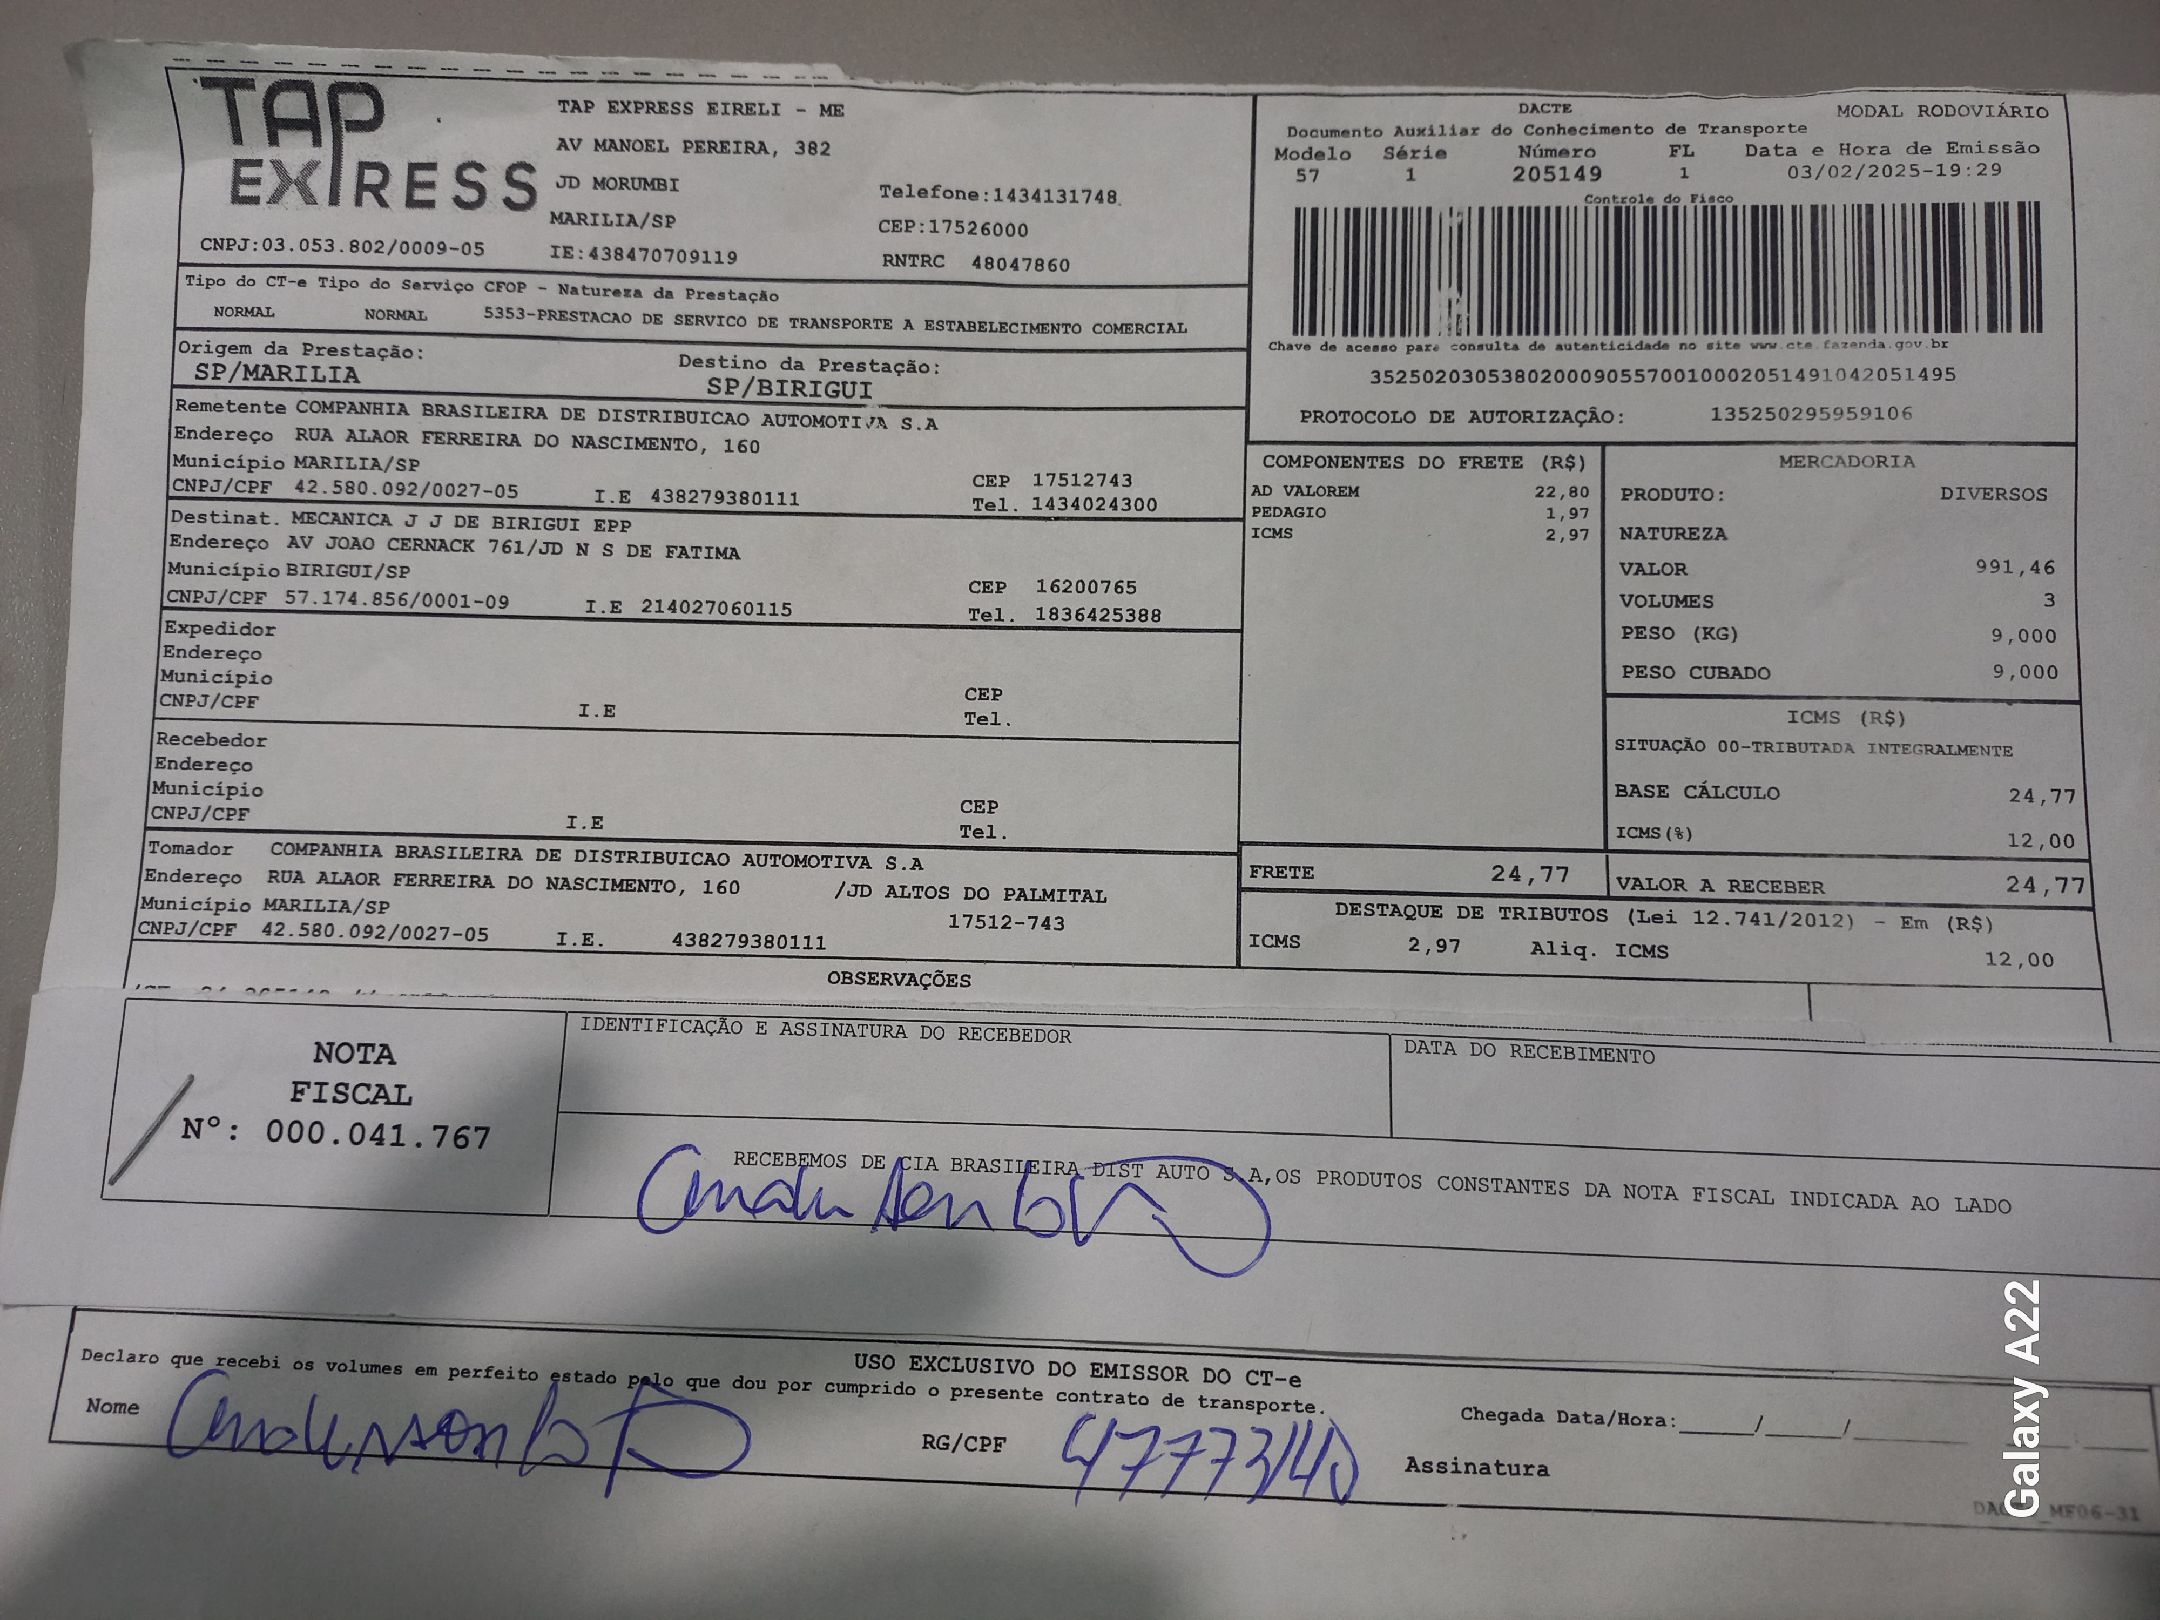 TAP EXPRESS
TAP EXPRESS EIRELI - ME
AV MANOEL PEREIRA, 382
JD MORUMBI
Telefone:1434131748
MARILIA/SP
CEP:17526000
CNPJ:03.053.802/0009-05
IE:438470709119
RNTRC 48047860
DACTE
MODAL RODOVIÁRIO
Documento Auxiliar do Conhecimento de Transporte
Modelo Série Número FL Data e Hora de Emissão
57 1 205149 1 03/02/2025-19:29
Controle do Fisco
Chave de acesso para consulta de autenticidade no site www.cte.fazenda.gov.br
35250203053802000905570010002051491042051495
PROTOCOLO DE AUTORIZAÇÃO: 135250295959106
Tipo do CT-e Tipo do Serviço CFOP - Natureza da Prestação
NORMAL NORMAL 5353-PRESTACAO DE SERVICO DE TRANSPORTE A ESTABELECIMENTO COMERCIAL
Origem da Prestação: Destino da Prestação:
SP/MARILIA SP/BIRIGUI
Remetente COMPANHIA BRASILEIRA DE DISTRIBUICAO AUTOMOTIVA S.A
Endereço RUA ALAOR FERREIRA DO NASCIMENTO, 160
Município MARILIA/SP CEP 17512743
CNPJ/CPF 42.580.092/0027-05 I.E 438279380111 Tel. 1434024300
Destinat. MECANICA J J DE BIRIGUI EPP
Endereço AV JOAO CERNACK 761/JD N S DE FATIMA
Município BIRIGUI/SP CEP 16200765
CNPJ/CPF 57.174.856/0001-09 I.E 214027060115 Tel. 1836425388
Expedidor
Endereço
Município CEP
CNPJ/CPF I.E Tel.
Recebedor
Endereço
Município CEP
CNPJ/CPF I.E Tel.
Tomador COMPANHIA BRASILEIRA DE DISTRIBUICAO AUTOMOTIVA S.A
Endereço RUA ALAOR FERREIRA DO NASCIMENTO, 160 /JD ALTOS DO PALMITAL
Município MARILIA/SP 17512-743
CNPJ/CPF 42.580.092/0027-05 I.E. 438279380111
COMPONENTES DO FRETE (R$)
AD VALOREM 22,80
PEDAGIO 1,97
ICMS 2,97
MERCADORIA
PRODUTO: DIVERSOS
NATUREZA
VALOR 991,46
VOLUMES 3
PESO (KG) 9,000
PESO CUBADO 9,000
ICMS (R$)
SITUAÇÃO 00-TRIBUTADA INTEGRALMENTE
BASE CÁLCULO 24,77
ICMS(%) 12,00
FRETE 24,77 VALOR A RECEBER 24,77
DESTAQUE DE TRIBUTOS (Lei 12.741/2012) - Em (R$)
ICMS 2,97 Aliq. ICMS 12,00
OBSERVAÇÕES
NOTA
FISCAL
Nº: 000.041.767
IDENTIFICAÇÃO E ASSINATURA DO RECEBEDOR
DATA DO RECEBIMENTO
RECEBEMOS DE CIA BRASILEIRA DIST AUTO S.A,OS PRODUTOS CONSTANTES DA NOTA FISCAL INDICADA AO LADO
USO EXCLUSIVO DO EMISSOR DO CT-e
Declaro que recebi os volumes em perfeito estado pelo que dou por cumprido o presente contrato de transporte.
Nome Anderson RG/CPF Assinatura
Chegada Data/Hora:____/____/____
Galaxy A22